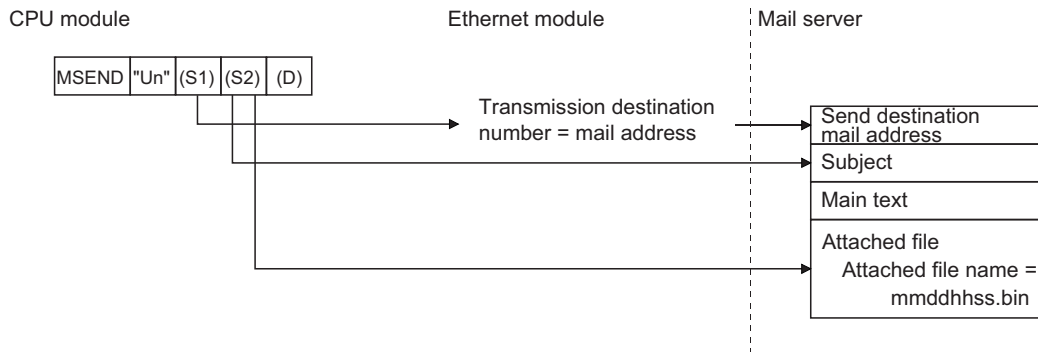 CPU module
Ethernet module
Mail server
MSEND "Un" (S1) (S2) (D)
Transmission destination
number = mail address
Send destination
mail address
Subject
Main text
Attached file
Attached file name =
mmddhhss.bin